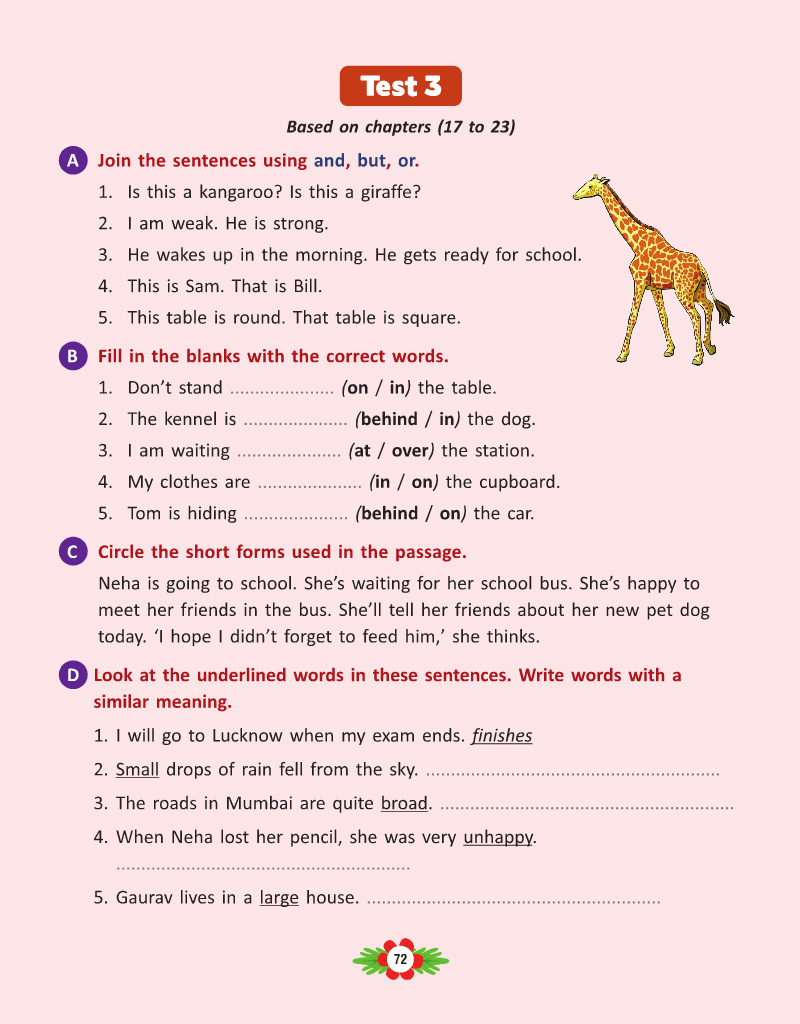 Test 3
Based on chapters (17 to 23)
A Join the sentences using and, but, or.
1. Is this a kangaroo? Is this a giraffe?
2. I am weak. He is strong.
3. He wakes up in the morning. He gets ready for school.
4. This is Sam. That is Bill.
5. This table is round. That table is square.
B Fill in the blanks with the correct words.
1. Don’t stand ..................... (on / in) the table.
2. The kennel is ..................... (behind / in) the dog.
3. I am waiting ..................... (at / over) the station.
4. My clothes are ..................... (in / on) the cupboard.
5. Tom is hiding ..................... (behind / on) the car.
C Circle the short forms used in the passage.
Neha is going to school. She’s waiting for her school bus. She’s happy to
meet her friends in the bus. She’ll tell her friends about her new pet dog
today. ‘I hope I didn’t forget to feed him,’ she thinks.
D Look at the underlined words in these sentences. Write words with a
similar meaning.
1. I will go to Lucknow when my exam ends. finishes
2. Small drops of rain fell from the sky. ...........................................................
3. The roads in Mumbai are quite broad. ...........................................................
4. When Neha lost her pencil, she was very unhappy.
...........................................................
5. Gaurav lives in a large house. ...........................................................
72